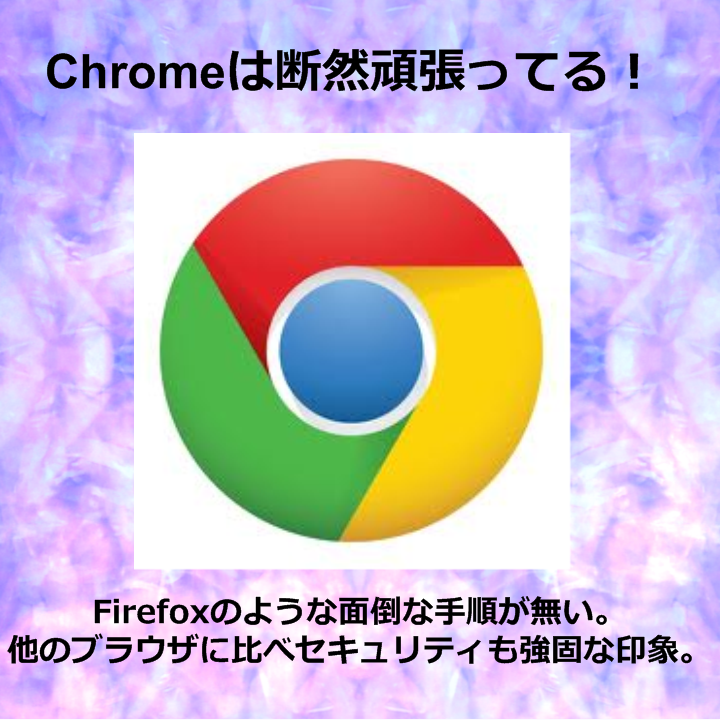 Chromeは断然頑張ってる！
Firefoxのような面倒な手順が無い。
他のブラウザに比べセキュリティも強固な印象。